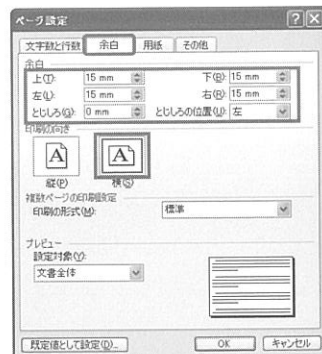 ページ設定
文字数と行数 余白 用紙 その他
余白
上(T): 15 mm 下(B): 15 mm
左(L): 15 mm 右(R): 15 mm
とじしろ(G): 0 mm とじしろの位置(U): 左
印刷の向き
A A
縦(P) 横(S)
複数ページの印刷設定
印刷の形式(M): 標準
プレビュー
設定対象(Y):
文書全体
既定値として設定(D)... OK キャンセル